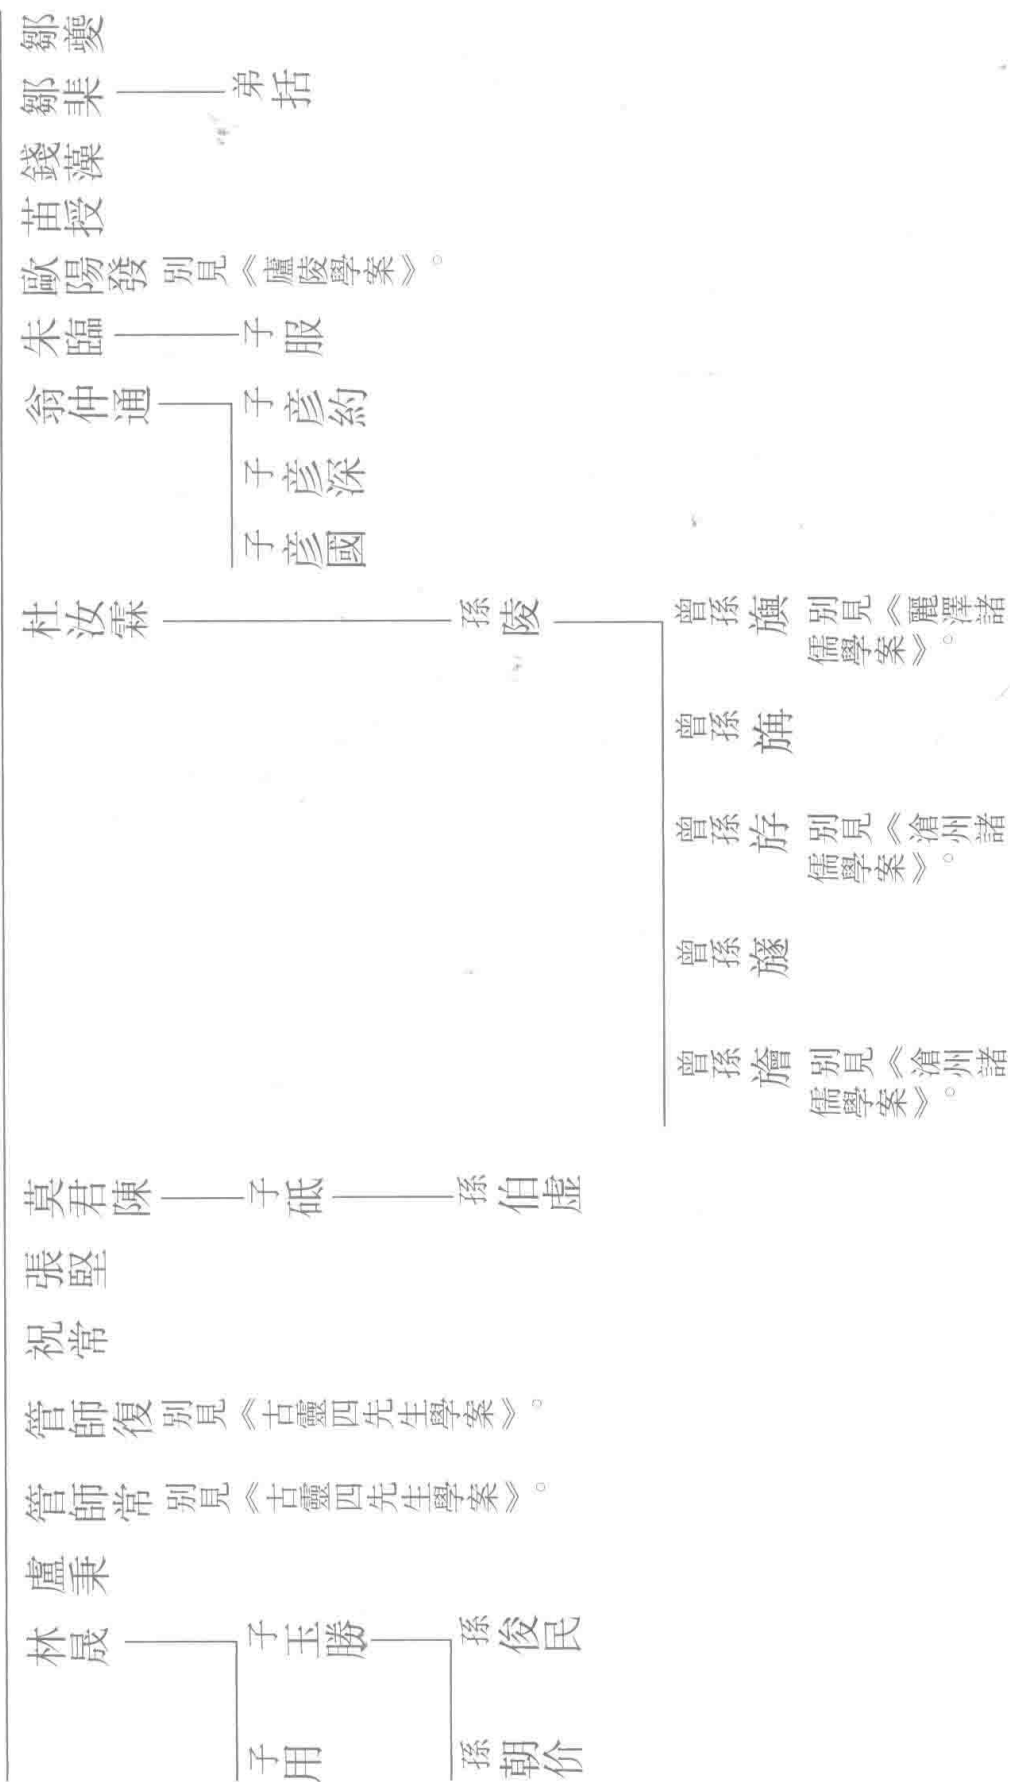 鄒夔
鄒棐 弟括
錢藻
苗授
歐陽發 別見《廬陵學案》。
朱臨 子服
翁仲通 子彥約
子彥深
子彥國
杜汝霖 孫陵 曾孫旟 別見《麗澤諸
儒學案》。
曾孫旃
曾孫斿 別見《滄州諸
儒學案》。
曾孫旞
曾孫旝 別見《滄州諸
儒學案》。
莫君陳 子砥 孫伯虛
張堅
祝常
管師復 別見《古靈四先生學案》。
管師常 別見《古靈四先生學案》。
盧秉
林晟 子玉勝 孫俊民
子用 孫朝价